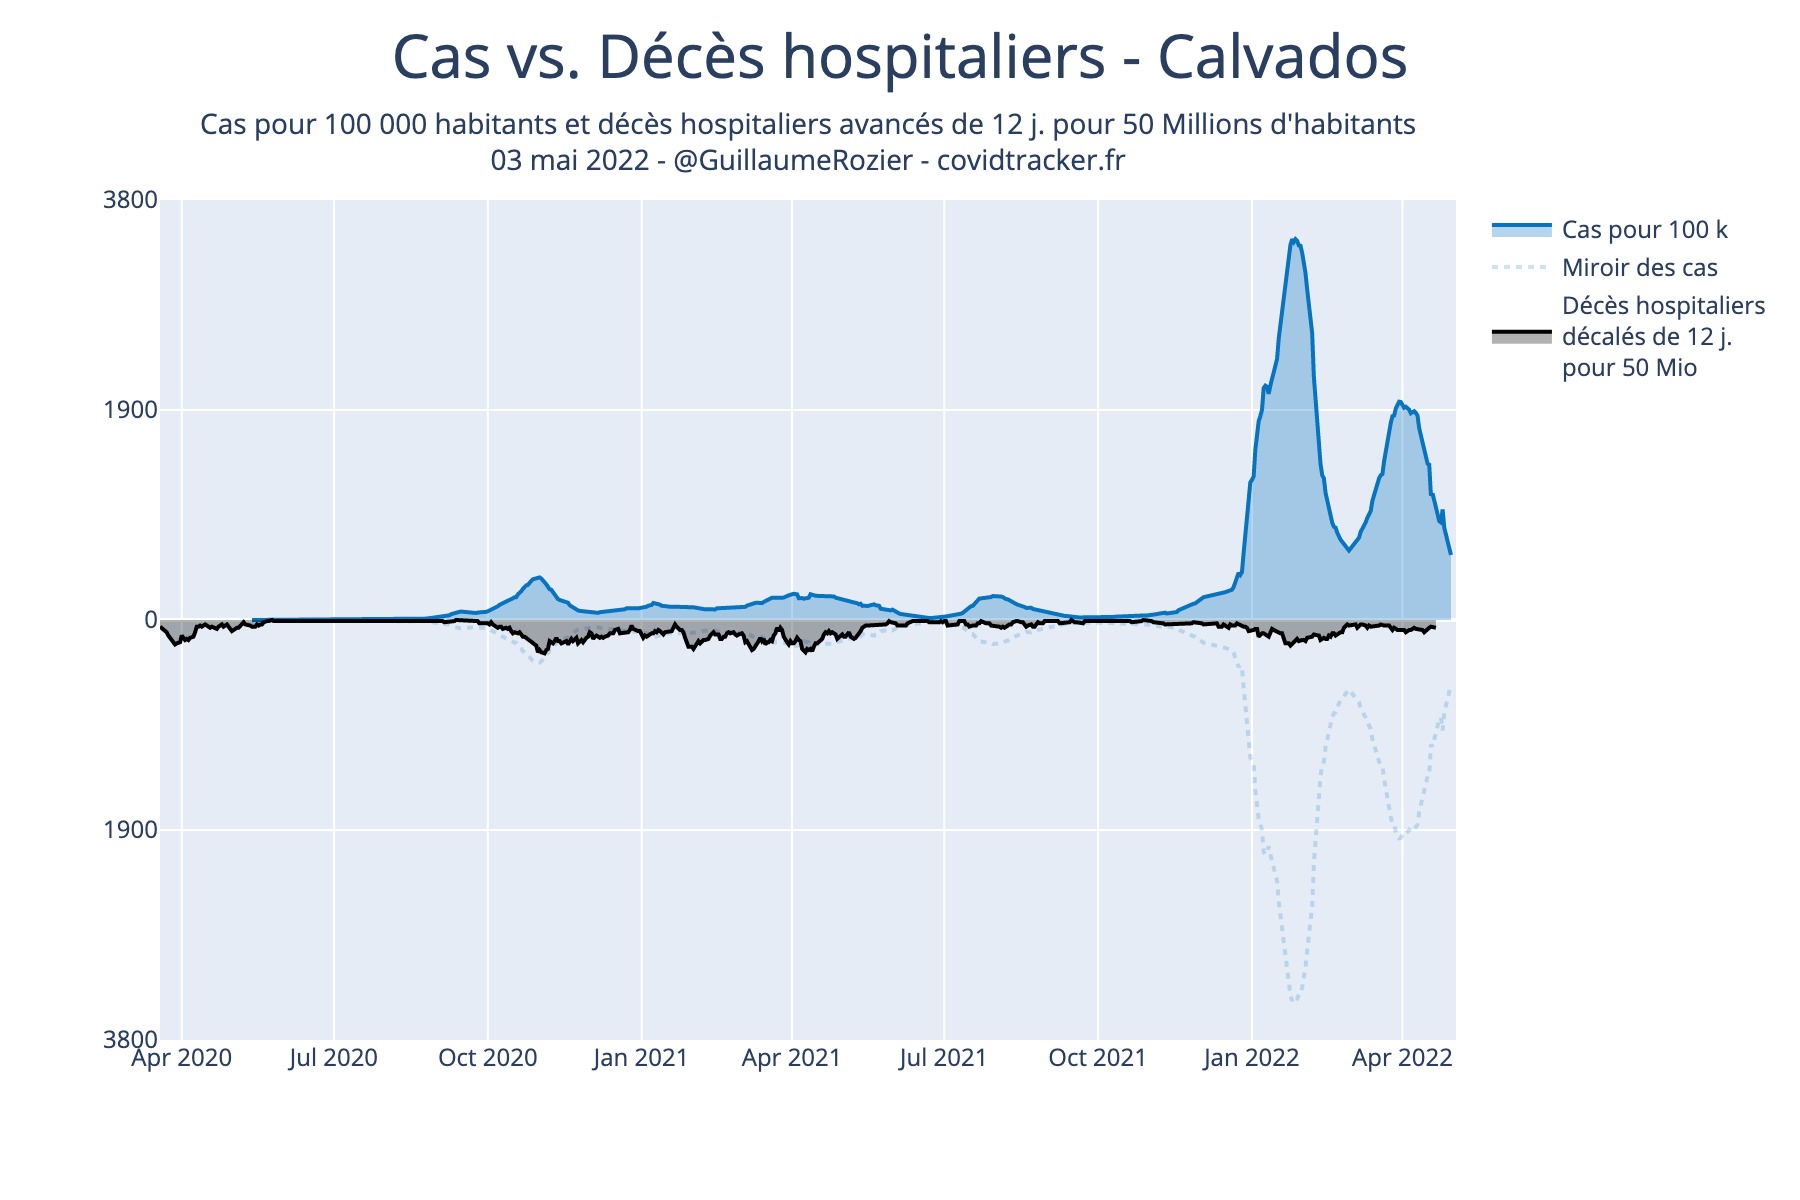 Cas vs. Décès hospitaliers - Calvados
Cas pour 100 000 habitants et décès hospitaliers avancés de 12 j. pour 50 Millions d'habitants
03 mai 2022 - @GuillaumeRozier - covidtracker.fr
3800
1900
0
1900
3800
Apr 2020
Jul 2020
Oct 2020
Jan 2021
Apr 2021
Jul 2021
Oct 2021
Jan 2022
Apr 2022
Cas pour 100 k
Miroir des cas
Décès hospitaliers
décalés de 12 j.
pour 50 Mio